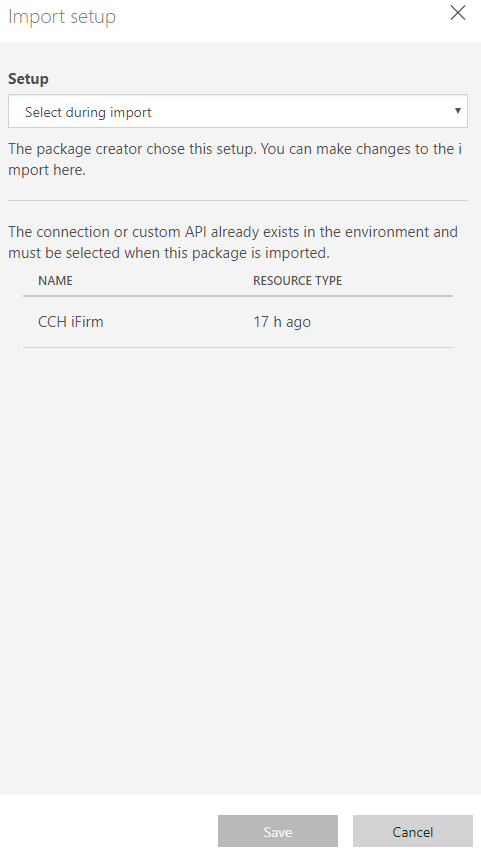 Import setup
Setup
Select during import
The package creator chose this setup. You can make changes to the i
mport here.
The connection or custom API already exists in the environment and
must be selected when this package is imported.
NAME RESOURCE TYPE
CCH iFirm 17 h ago
Save Cancel